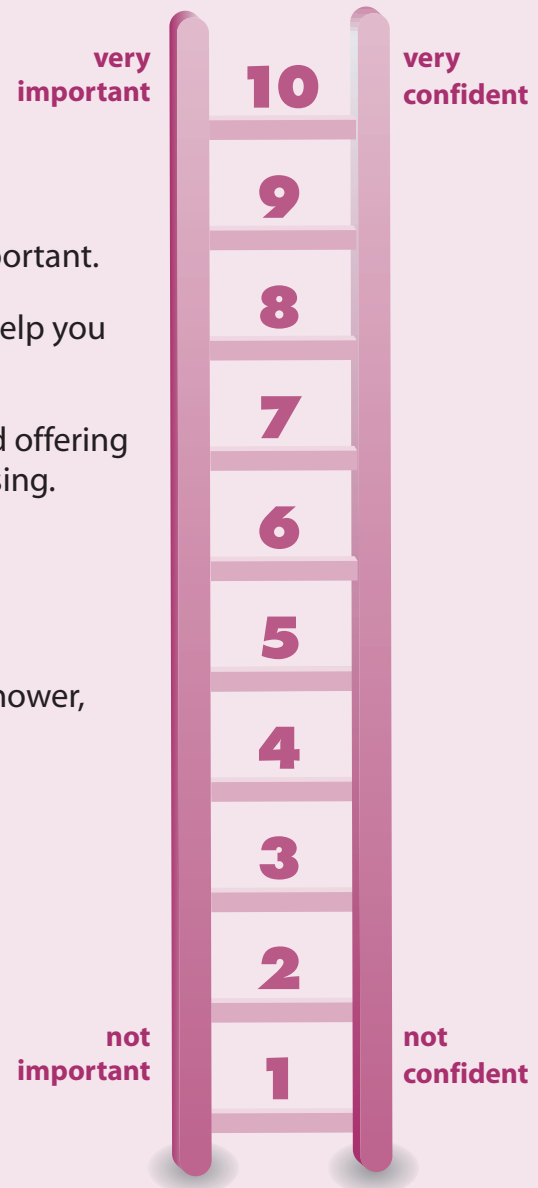 very
important
10
very
confident
9
portant.
8
elp you
7
d offering
sing.
6
5
hower,
4
3
2
not
important
1
not
confident